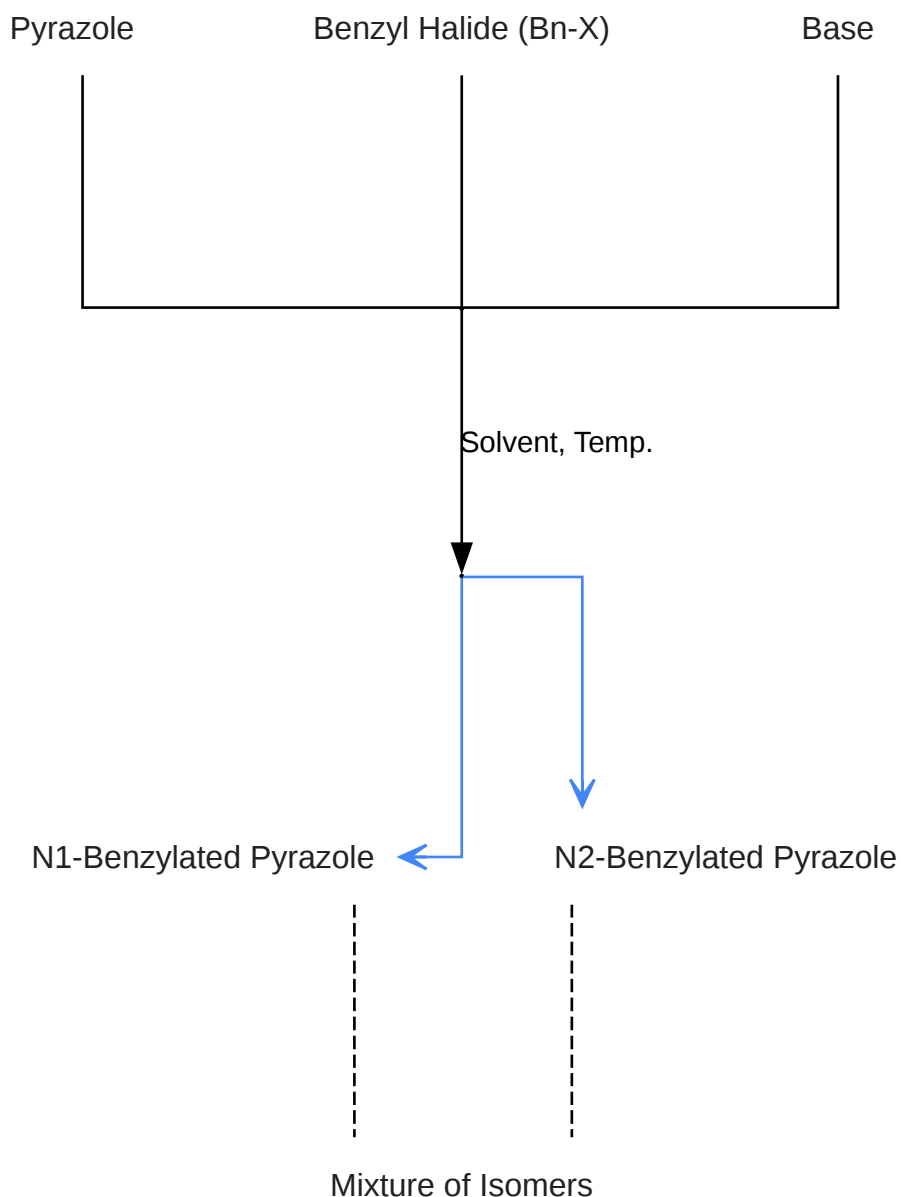 Pyrazole
Benzyl Halide (Bn-X)
Base
Solvent, Temp.
N1-Benzylated Pyrazole
N2-Benzylated Pyrazole
Mixture of Isomers